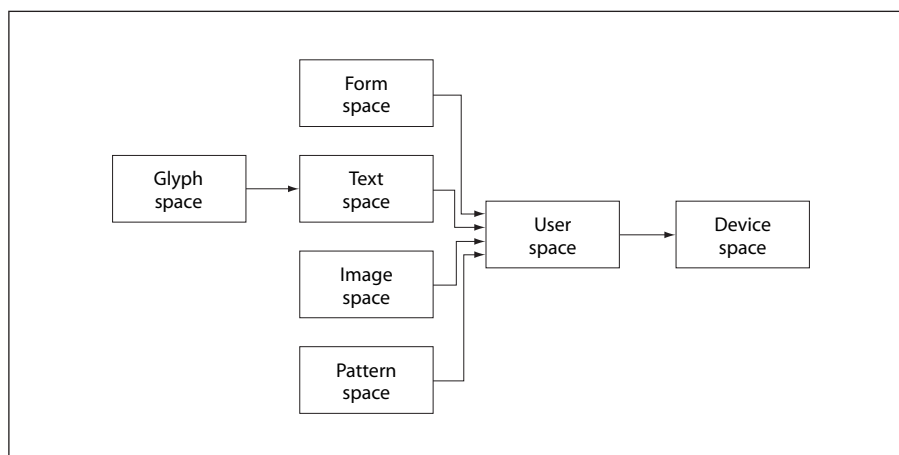 Form
space
Glyph
space
Text
space
User
space
Device
space
Image
space
Pattern
space